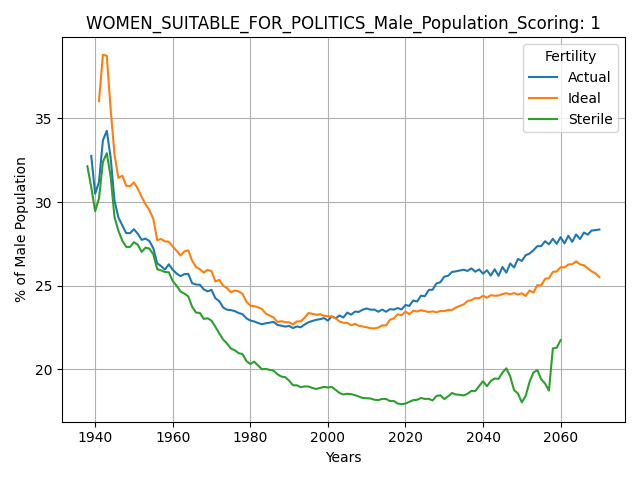 WOMEN_SUITABLE_FOR_POLITICS_Male_Population_Scoring: 1
Fertility
Actual
Ideal
Sterile
% of Male Population
35
30
25
20
1940 1960 1980 2000 2020 2040 2060
Years